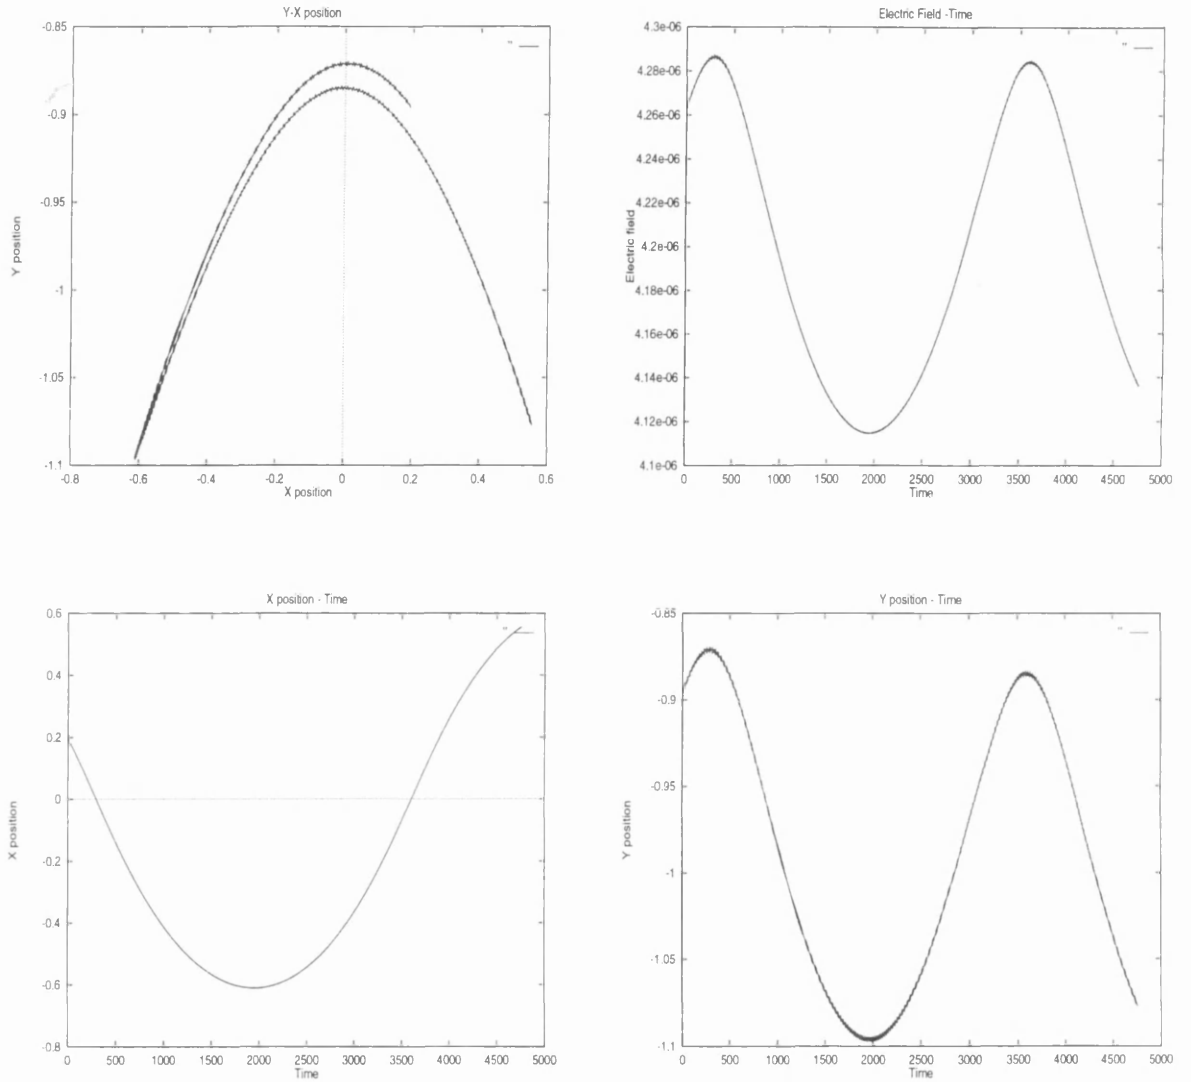 Y-X position
-0.85
-0.9
-0.95
-1
-1.05
-1.1
Y position
-0.8 -0.6 -0.4 -0.2 0 0.2 0.4 0.6
X position
Electric Field -Time
4.3e-06
4.28e-06
4.26e-06
4.24e-06
4.22e-06
4.2e-06
4.18e-06
4.16e-06
4.14e-06
4.12e-06
4.1e-06
Electric field
0 500 1000 1500 2000 2500 3000 3500 4000 4500 5000
Time
X position - Time
0.6
0.4
0.2
0
-0.2
-0.4
-0.6
-0.8
X position
0 500 1000 1500 2000 2500 3000 3500 4000 4500 5000
Time
Y position - Time
-0.85
-0.9
-0.95
-1
-1.05
-1.1
Y position
0 500 1000 1500 2000 2500 3000 3500 4000 4500 5000
Time